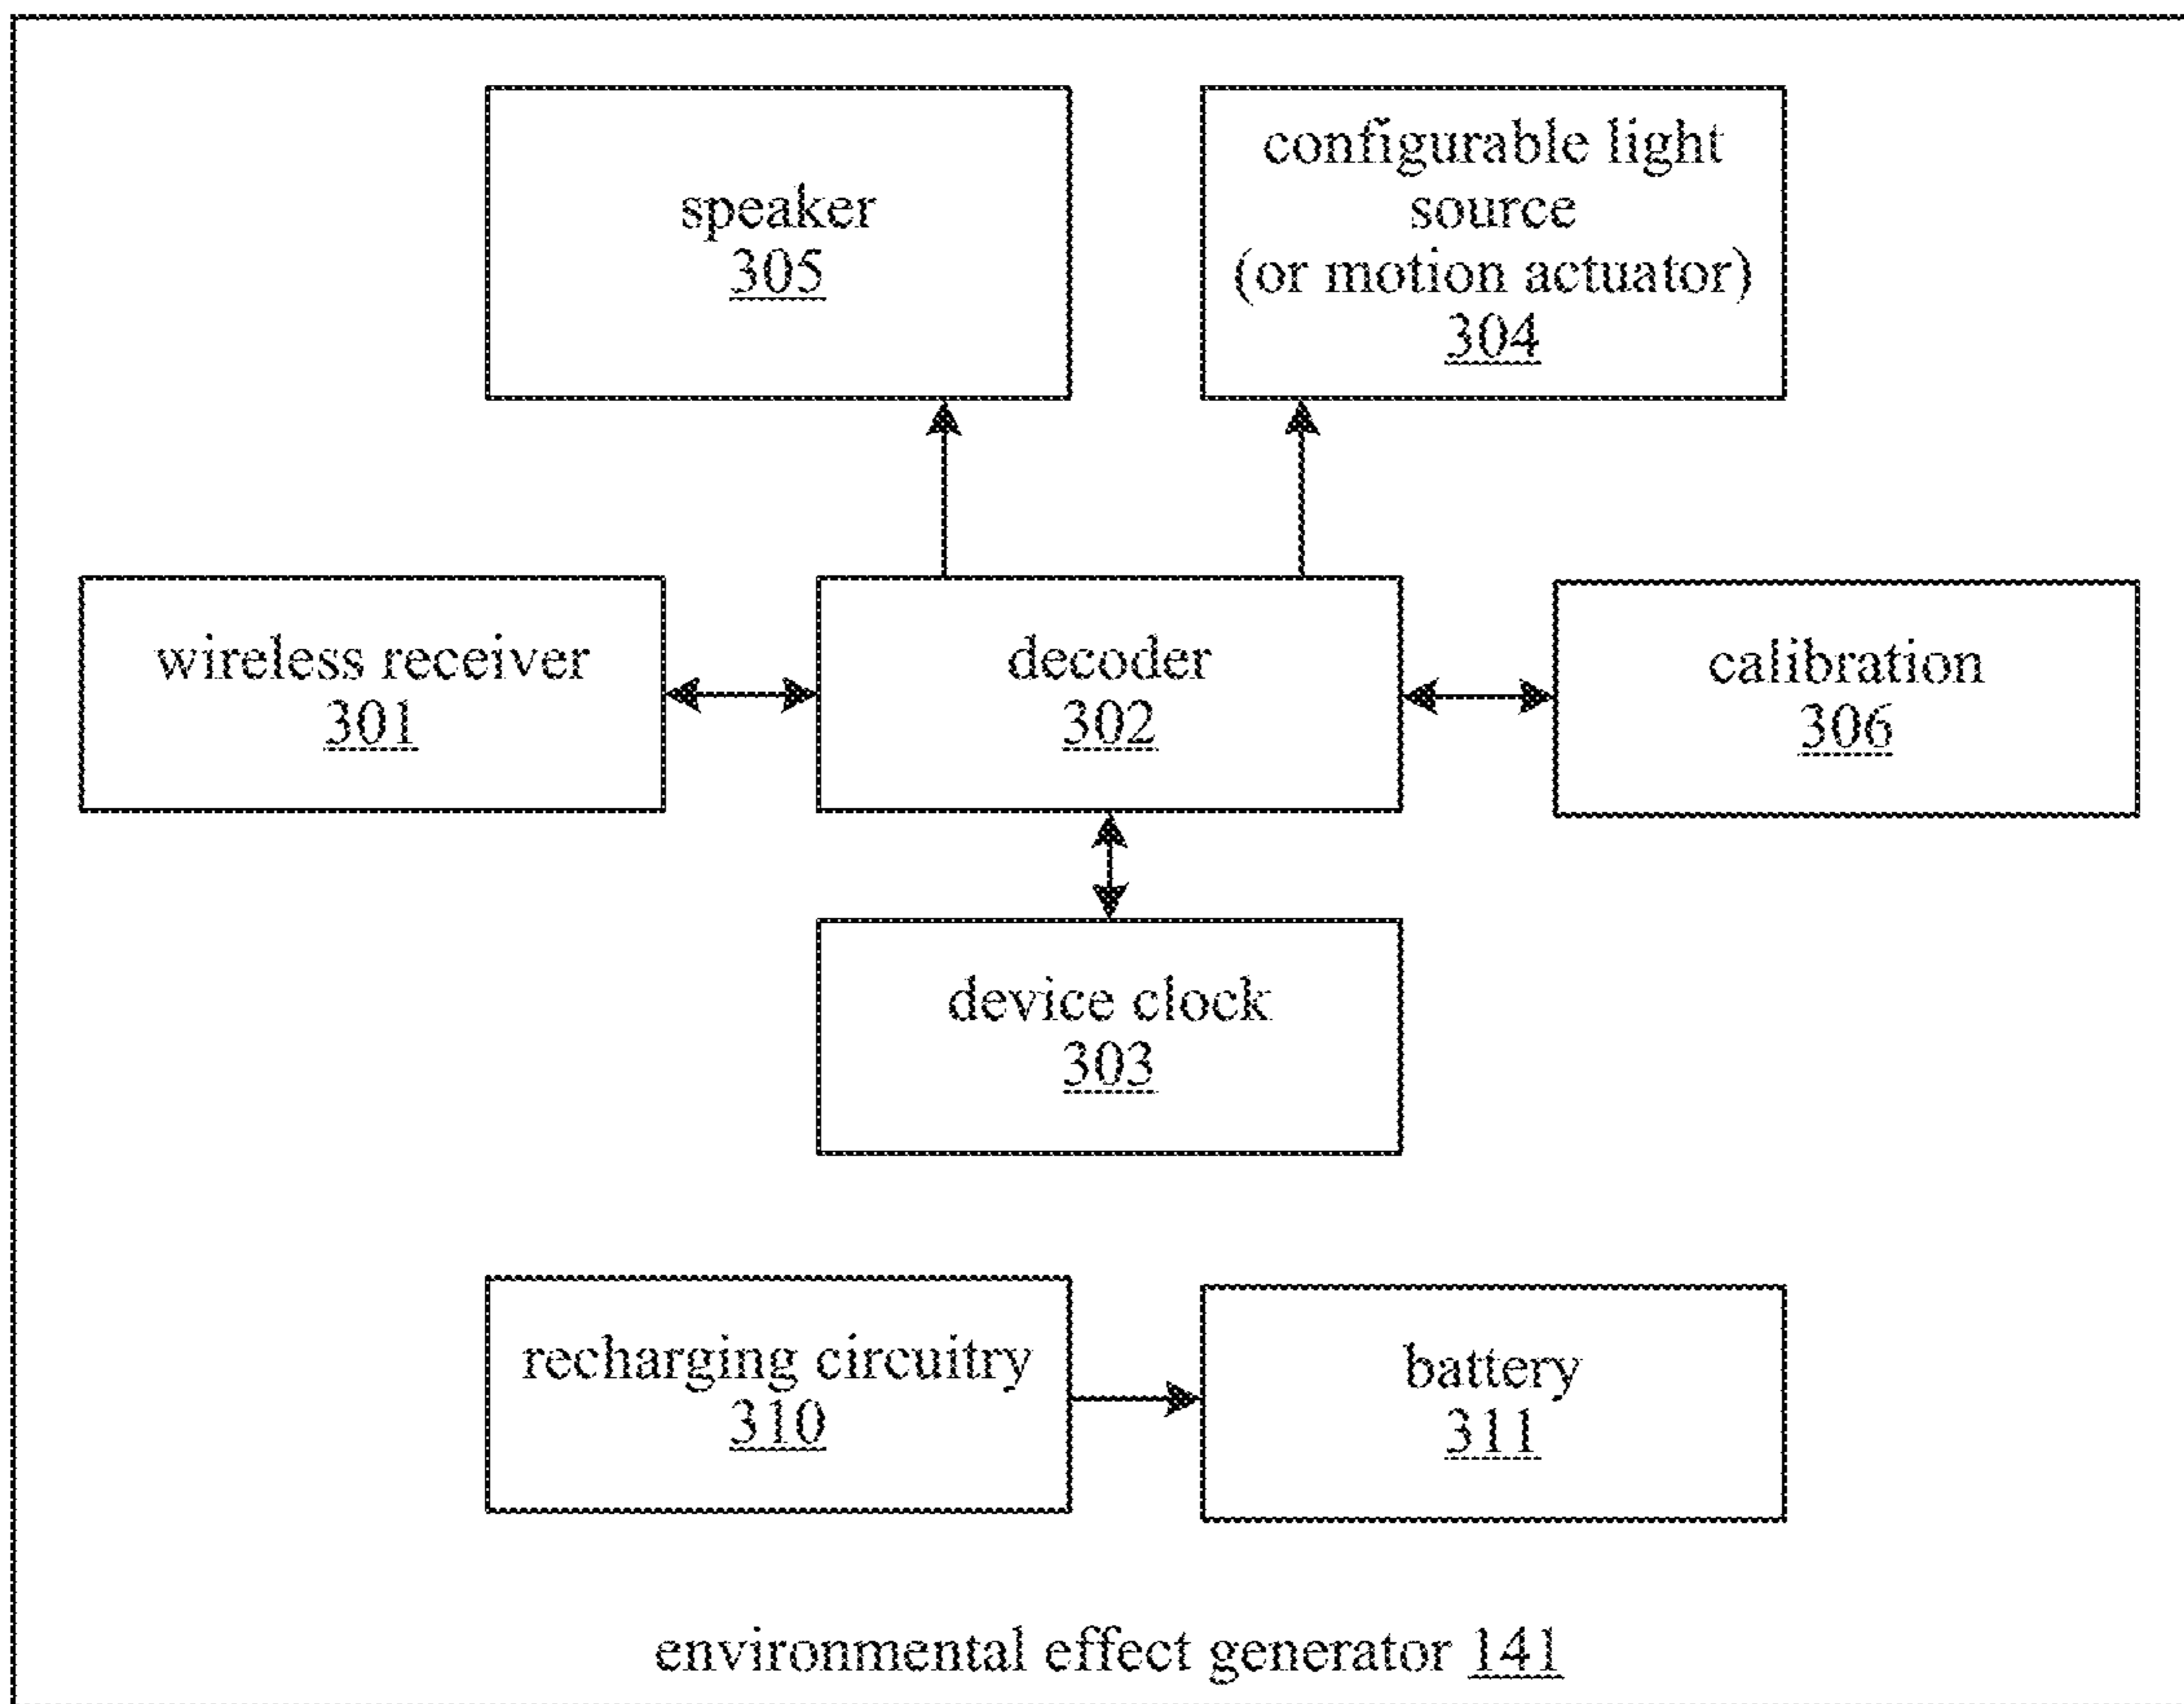 speaker
305
configurable light
source
(or motion actuator)
304
wireless receiver
301
decoder
302
calibration
306
device clock
303
recharging circuitry
310
battery
311
environmental effect generator 141